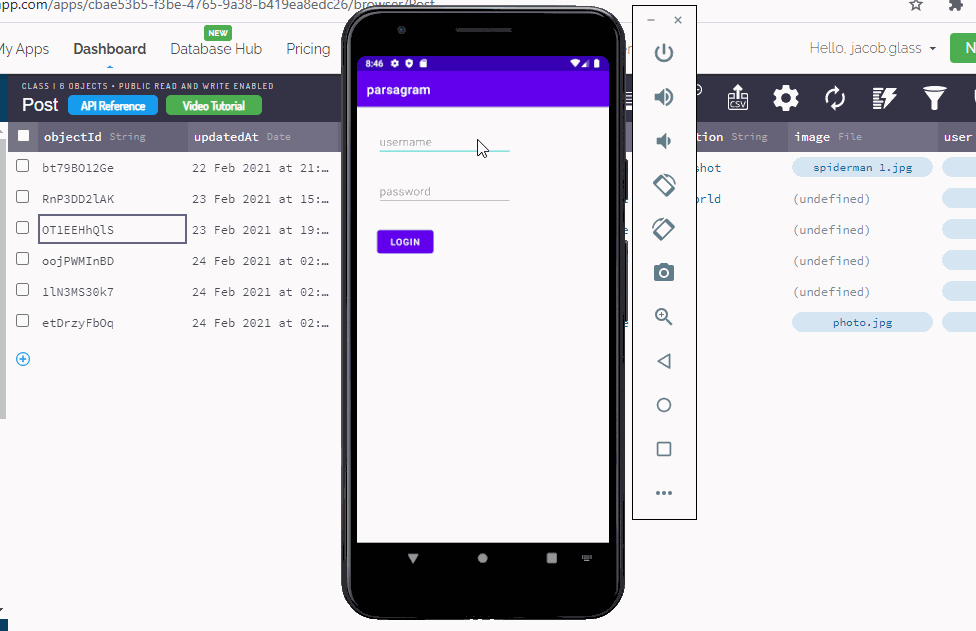 app.com/apps/cbae53b5-f3be-4765-9a38-b419ea8edc26/browser/Post
My Apps
Dashboard
NEW
Database Hub
Pricing
Hello, jacob.glass
N
CLASS | 6 OBJECTS • PUBLIC READ AND WRITE ENABLED
Post
API Reference
Video Tutorial
CSV
objectId String
updatedAt Date
tion String
image File
user
bt79BO12Ge
22 Feb 2021 at 21:…
shot
spiderman 1.jpg
RnP3DD2lAK
23 Feb 2021 at 15:…
rld
(undefined)
OT1EEHhQlS
23 Feb 2021 at 19:…
(undefined)
oojPWMInBD
24 Feb 2021 at 02:…
(undefined)
1lN3MS30k7
24 Feb 2021 at 02:…
(undefined)
etDrzyFbOq
24 Feb 2021 at 02:…
photo.jpg
8:46
parsagram
username
password
LOGIN